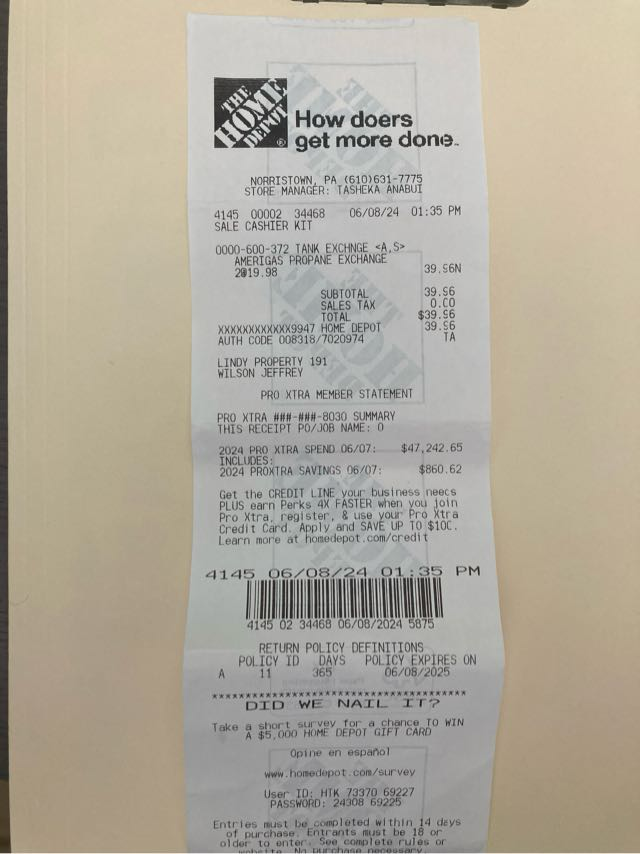 THE
HOME
DEPOT
How doers
get more done.
NORRISTOWN, PA (610)631-7775
STORE MANAGER: TASHEKA ANABUI
4145 00002 34468 06/08/24 01:35 PM
SALE CASHIER KIT
0000-600-372 TANK EXCHNGE <A,S>
AMERIGAS PROPANE EXCHANGE
2@19.98 39.96N
SUBTOTAL 39.96
SALES TAX 0.00
TOTAL $39.96
XXXXXXXXXXXX9947 HOME DEPOT 39.96
AUTH CODE 008318/7020974 TA
LINDY PROPERTY 191
WILSON JEFFREY
PRO XTRA MEMBER STATEMENT
PRO XTRA ###-###-8030 SUMMARY
THIS RECEIPT PO/JOB NAME: 0
2024 PRO XTRA SPEND 06/07: $47,242.65
INCLUDES:
2024 PROXTRA SAVINGS 06/07: $860.62
Get the CREDIT LINE your business needs
PLUS earn Perks 4X FASTER when you join
Pro Xtra, register, & use your Pro Xtra
Credit Card. Apply and SAVE UP TO $100.
Learn more at homedepot.com/credit
4145 06/08/24 01:35 PM
4145 02 34468 06/08/2024 5875
RETURN POLICY DEFINITIONS
POLICY ID DAYS POLICY EXPIRES ON
A 11 365 06/08/2025
****************************************
DID WE NAIL IT?
Take a short survey for a chance TO WIN
A $5,000 HOME DEPOT GIFT CARD
Opine en español
www.homedepot.com/survey
User ID: HTK 73370 69227
PASSWORD: 24308 69225
Entries must be completed within 14 days
of purchase. Entrants must be 18 or
older to enter. See complete rules or
website. No purchase necessary.